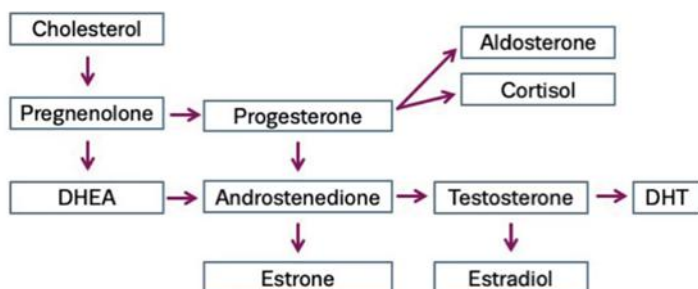 Cholesterol
Aldosterone
Cortisol
Pregnenolone
Progesterone
DHEA
Androstenedione
Testosterone
DHT
Estrone
Estradiol